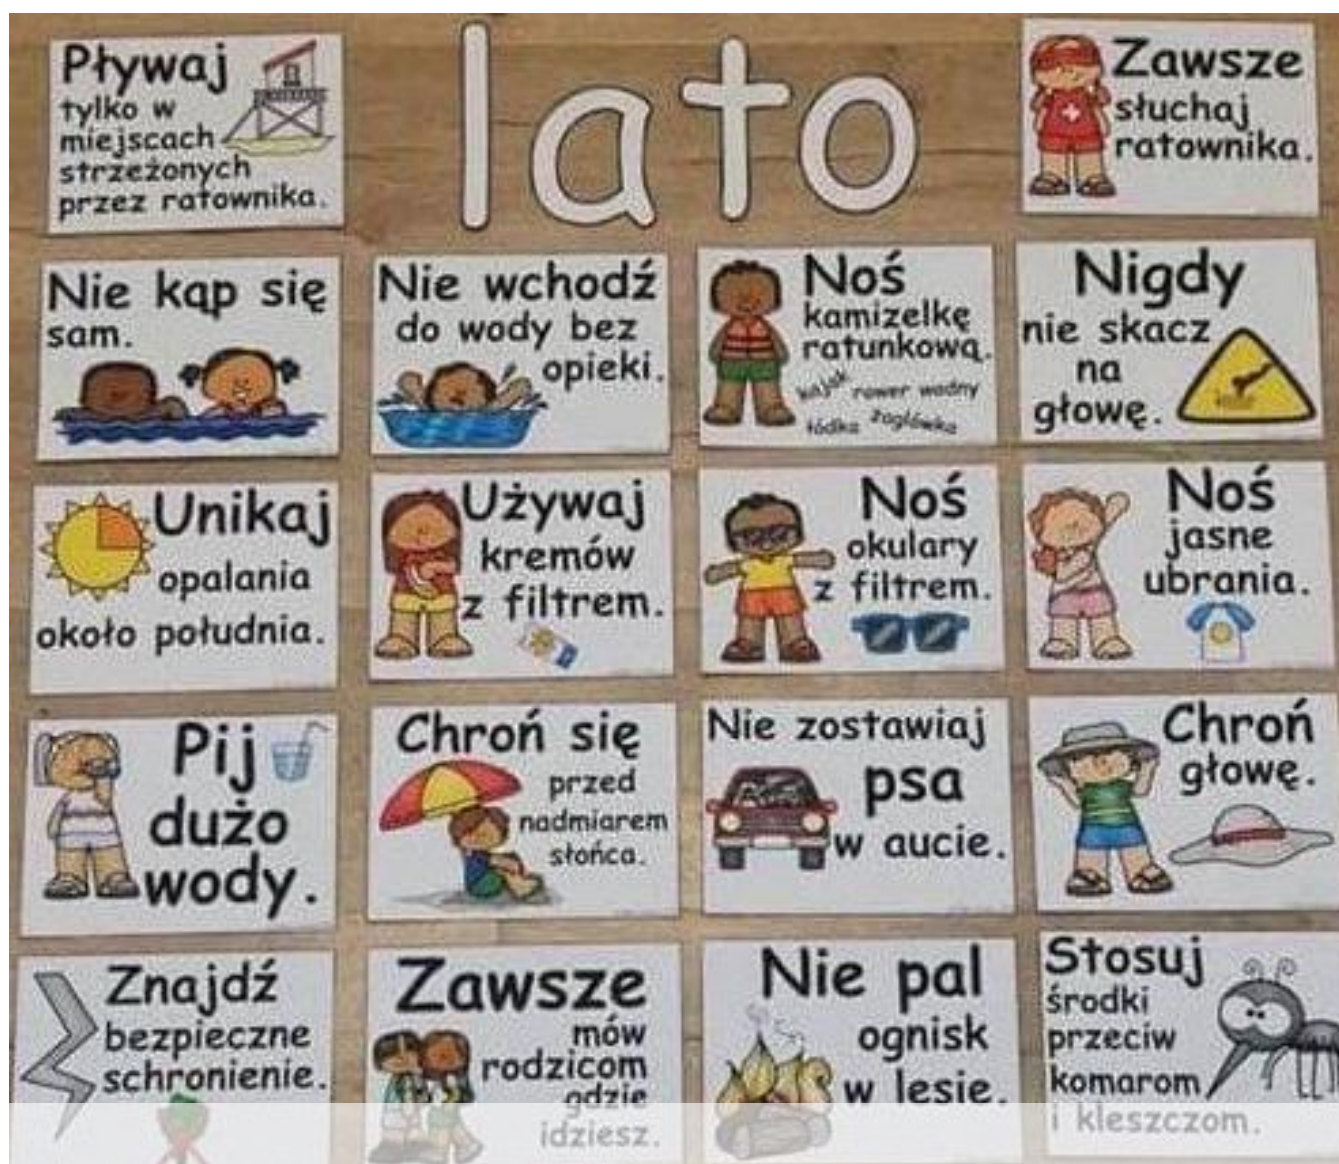 Pływaj
tylko w
miejscach
strzeżonych
przez ratownika.
lato
Zawsze
słuchaj
ratownika.
Nie kąp się
sam.
Nie wchodź
do wody bez
opieki.
Noś
kamizelkę
ratunkową.
kajak rower wodny
łódka żaglówka
Nigdy
nie skacz
na
głowę.
Unikaj
opalania
około południa.
Używaj
kremów
z filtrem.
Noś
okulary
z filtrem.
Noś
jasne
ubrania.
Pij
dużo
wody.
Chroń się
przed
nadmiarem
słońca.
Nie zostawiaj
psa
w aucie.
Chroń
głowę.
Znajdź
bezpieczne
schronienie.
Zawsze
mów
rodzicom
gdzie
idziesz.
Nie pal
ognisk
w lesie.
Stosuj
środki
przeciw
komarom
i kleszczom.